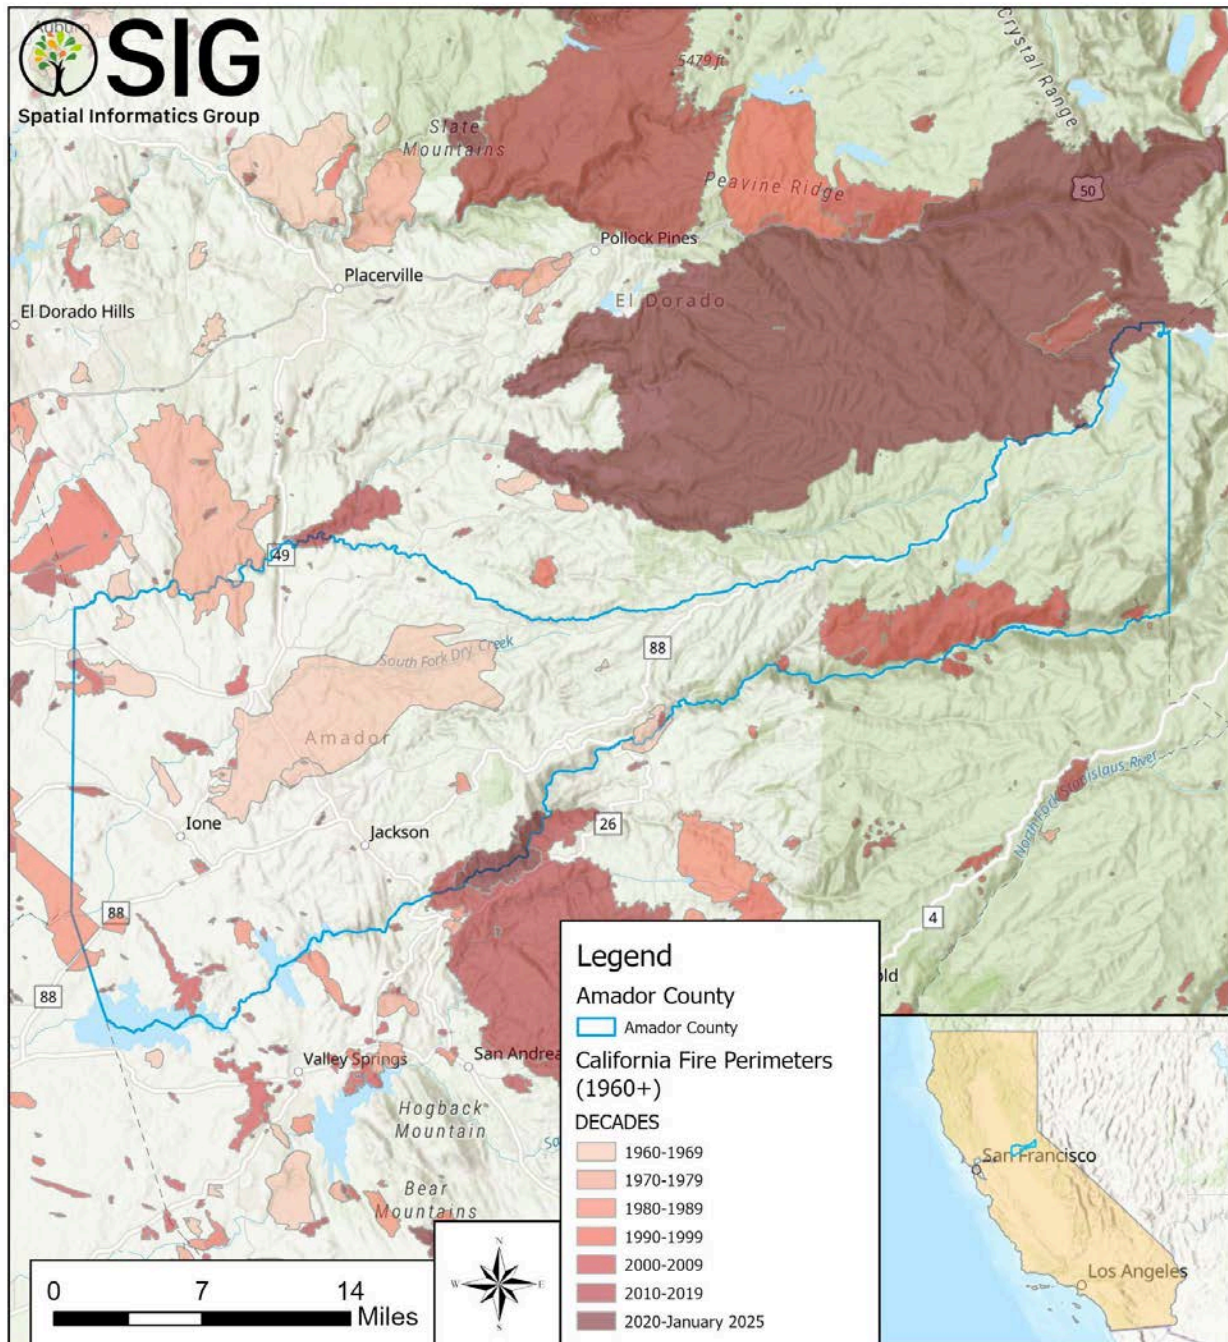 Auburn
SIG
Spatial Informatics Group
Crystal Range
5479 ft
Slate
Mountains
Peavine Ridge
50
Pollock Pines
Placerville
El Dorado
El Dorado Hills
49
South Fork Dry Creek
88
Amador
Ione
Jackson
26
North Fork Stanislaus River
88
4
old
88
Valley Springs
San Andrea
Hogback
Mountain
So
Bear
Mountains
Legend
Amador County
Amador County
California Fire Perimeters
(1960+)
DECADES
1960-1969
1970-1979
1980-1989
1990-1999
2000-2009
2010-2019
2020-January 2025
San Francisco
Los Angeles
N
W E
S
0 7 14
Miles